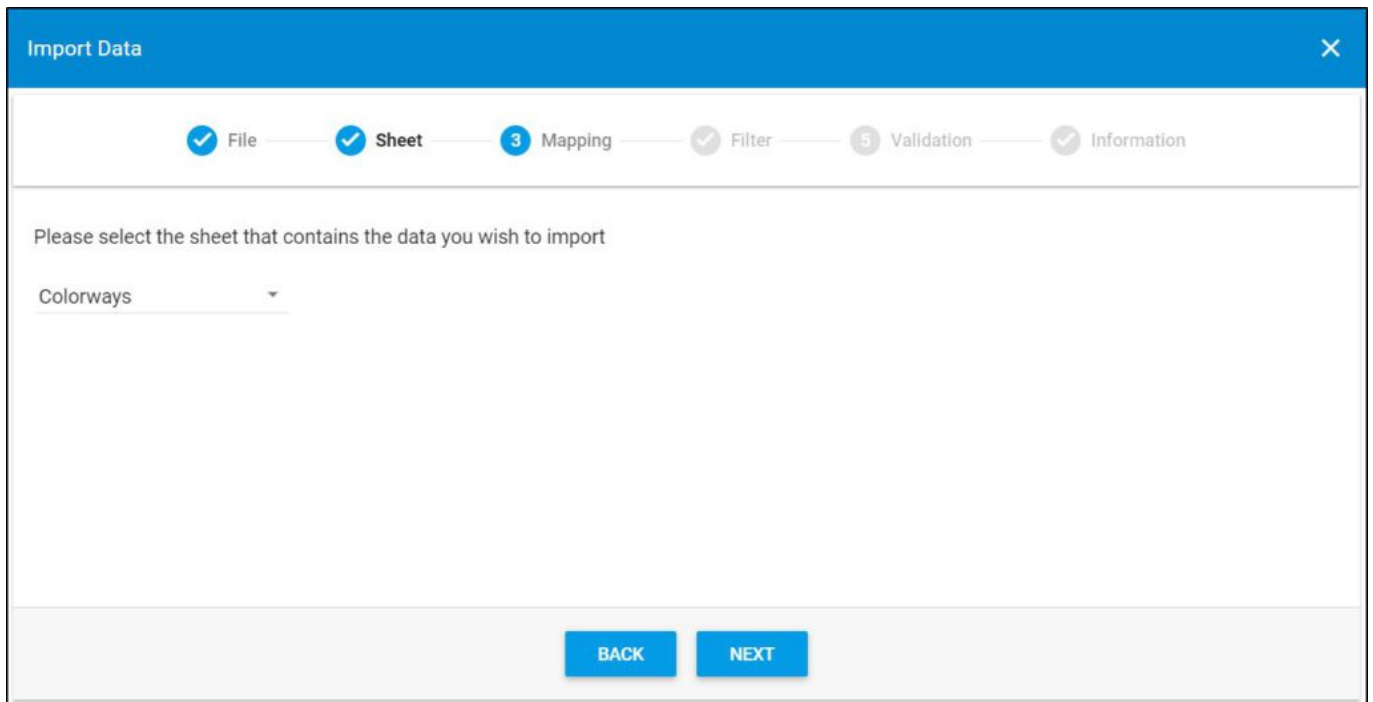 Import Data
File Sheet 3 Mapping Filter 5 Validation Information
Please select the sheet that contains the data you wish to import
Colorways
BACK NEXT